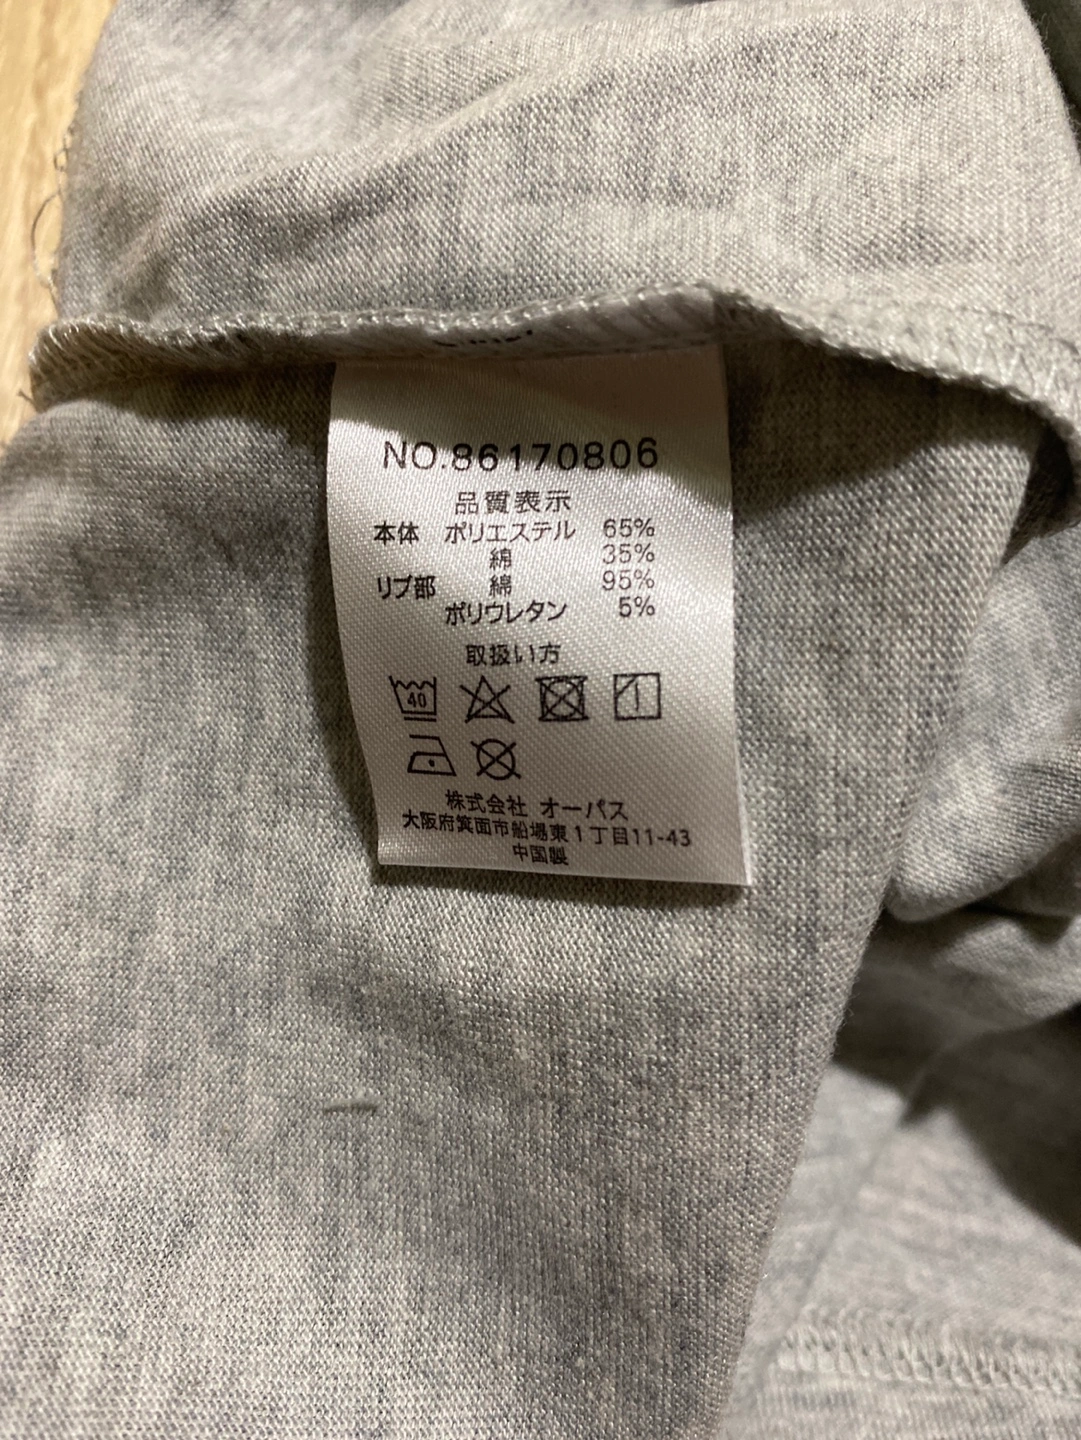 NO.86170806
品質表示
本体 ポリエステル 65%
綿 35%
リブ部 綿 95%
ポリウレタン 5%
取扱い方
40
株式会社 オーパス
大阪府箕面市船場東1丁目11-43
中国製